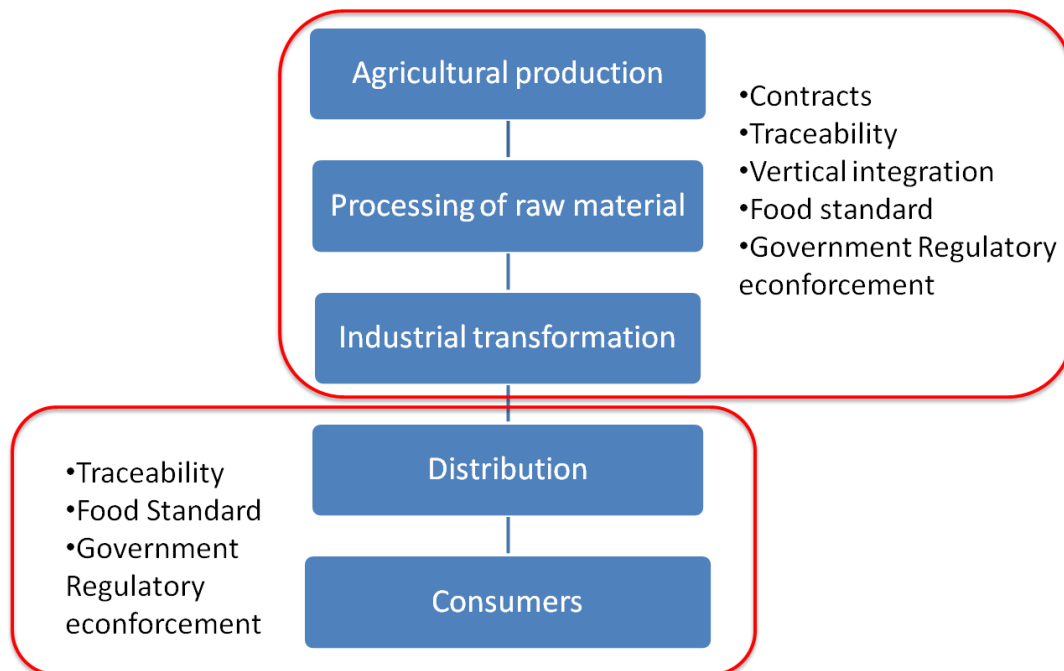 Agricultural production
Processing of raw material
Industrial transformation
•Contracts
•Traceability
•Vertical integration
•Food standard
•Government Regulatory
econforcement
Distribution
Consumers
•Traceability
•Food Standard
•Government
Regulatory
econforcement